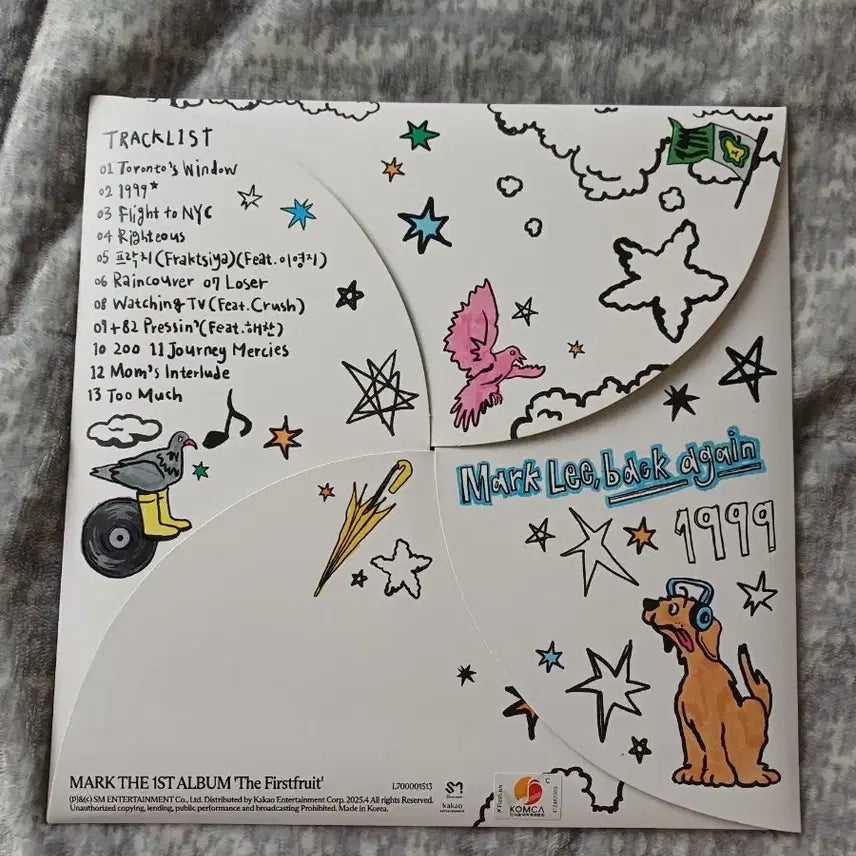 TRACKLIST
01 Toronto's Window
02 1999*
03 Flight to NYC
04 Righteous
05 프락치(Fraktsiya)(Feat.이영지)
06 Raincouver 07 Loser
08 Watching TV(Feat.Crush)
09 +82 Pressin'(Feat.해찬)
10 200 11 Journey Mercies
12 Mom's Interlude
13 Too Much
Mark Lee, back again
1999
MARK THE 1ST ALBUM 'The Firstfruit'
L700001513
(P)&(c) SM ENTERTAINMENT Co., Ltd. Distributed by Kakao Entertainment Corp. 2025.4 All rights Reserved.
Unauthorized copying, lending, public performance and broadcasting Prohibited. Made in Korea.
SM
kakao
KOMCA